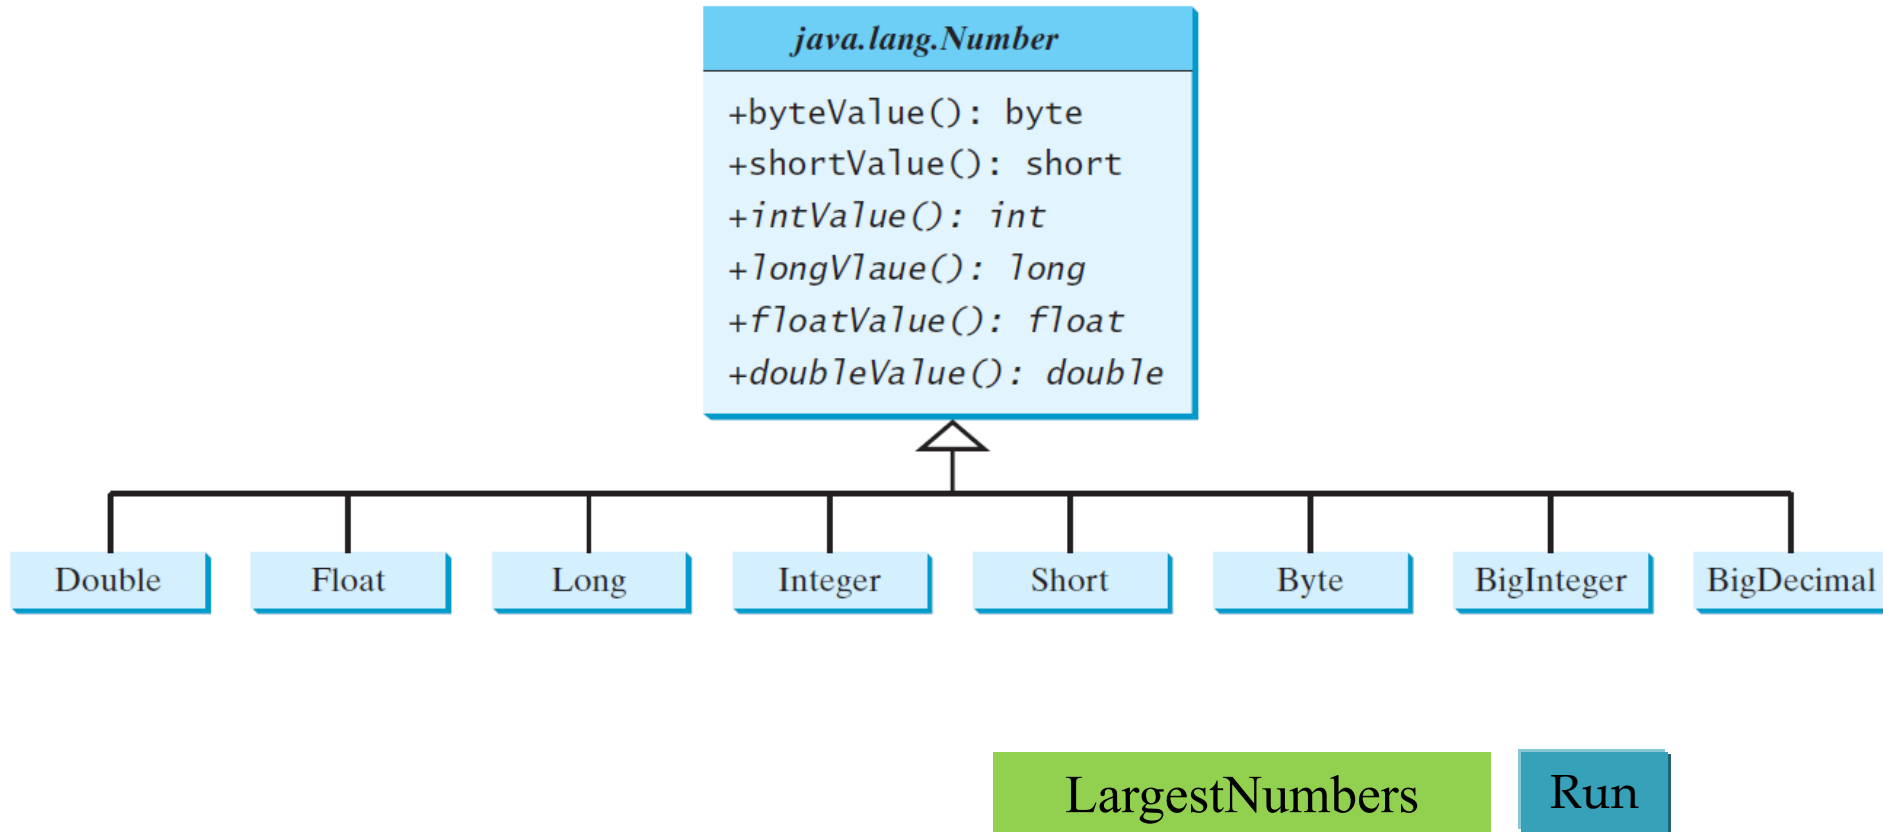 java.lang.Number
+byteValue(): byte
+shortValue(): short
+intValue(): int
+longVlaue(): long
+floatValue(): float
+doubleValue(): double
Double Float Long Integer Short Byte BigInteger BigDecimal
LargestNumbers Run